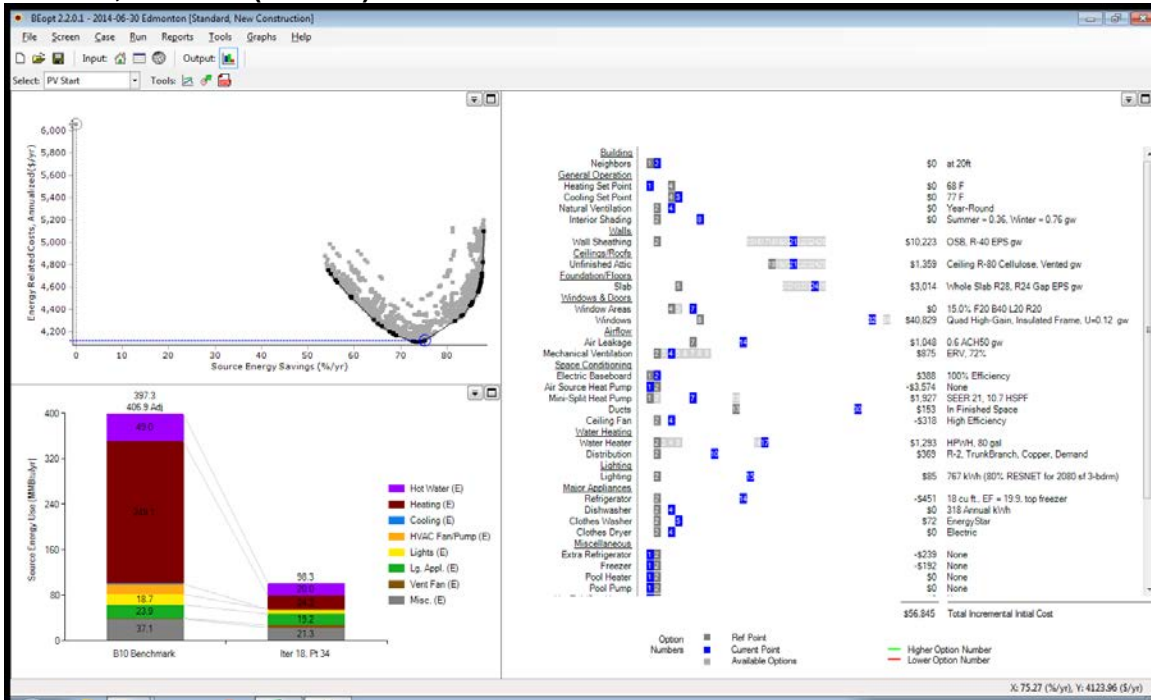 BEopt 2.2.0.1 - 2014-06-30 Edmonton [Standard, New Construction]
File Screen Case Run Reports Tools Graphs Help
Input: Output:
Select: PV Start Tools:
Energy Related Costs, Annualized ($/yr)
6,000
5,800
5,600
5,400
5,200
5,000
4,800
4,600
4,400
4,200
0 10 20 30 40 50 60 70 80
Source Energy Savings (%/yr)
Source Energy Use (MMBtu/yr)
400
320
240
160
80
0
397.3
406.9 Adj
49.0
18.7
23.9
37.1
B10 Benchmark
98.3
20.0
19.2
21.3
Iter 18, Pt 34
Hot Water (E)
Heating (E)
Cooling (E)
HVAC Fan/Pump (E)
Lights (E)
Lg. Appl. (E)
Vent Fan (E)
Misc. (E)
Building
Neighbors $0 at 20ft
General Operation
Heating Set Point $0 68 F
Cooling Set Point $0 77 F
Natural Ventilation $0 Year-Round
Interior Shading $0 Summer = 0.36, Winter = 0.76 gw
Walls
Wall Sheathing $10,223 OSB, R-40 EPS gw
Ceilings/Roofs
Unfinished Attic $1,359 Ceiling R-80 Cellulose, Vented gw
Foundation/Floors
Slab $3,014 Whole Slab R28, R24 Gap EPS gw
Windows & Doors
Window Areas $0 15.0% F20 B40 L20 R20
Windows $40,829 Quad High-Gain, Insulated Frame, U=0.12 gw
Airflow
Air Leakage $1,048 0.6 ACH50 gw
Mechanical Ventilation $875 ERV, 72%
Space Conditioning
Electric Baseboard $388 100% Efficiency
Air Source Heat Pump -$3,574 None
Mini-Split Heat Pump $1,927 SEER 21, 10.7 HSPF
Ducts $153 In Finished Space
Ceiling Fan -$318 High Efficiency
Water Heating
Water Heater $1,293 HPWH, 80 gal
Distribution $369 R-2, TrunkBranch, Copper, Demand
Lighting
Lighting $85 767 kWh (80% RESNET for 2080 sf 3-bdrm)
Major Appliances
Refrigerator -$451 18 cu ft., EF = 19.9, top freezer
Dishwasher $0 318 Annual kWh
Clothes Washer $72 EnergyStar
Clothes Dryer $0 Electric
Miscellaneous
Extra Refrigerator -$239 None
Freezer -$192 None
Pool Heater $0 None
Pool Pump $0 None
$56,845 Total Incremental Initial Cost
Option Numbers
Ref Point
Current Point
Available Options
Higher Option Number
Lower Option Number
X: 75.27 (%/yr), Y: 4123.96 ($/yr)